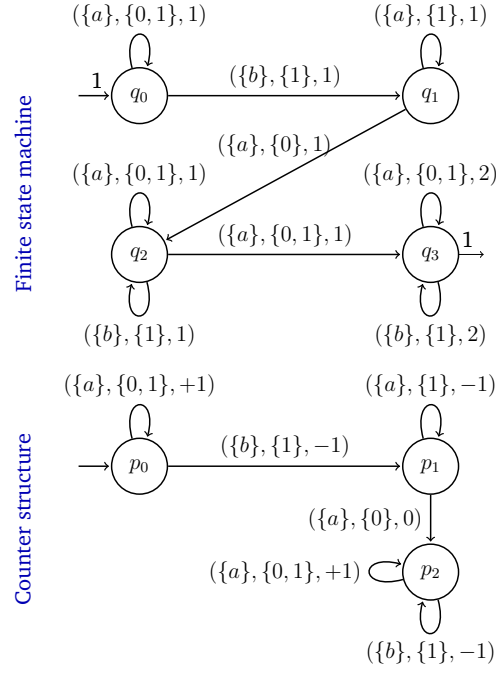 ({a}, {0, 1}, 1)
({a}, {1}, 1)
1
q0
({b}, {1}, 1)
q1
({a}, {0}, 1)
({a}, {0, 1}, 1)
({a}, {0, 1}, 2)
q2
({a}, {0, 1}, 1)
q3
1
({b}, {1}, 1)
({b}, {1}, 2)
Finite state machine
({a}, {0, 1}, +1)
({a}, {1}, −1)
p0
({b}, {1}, −1)
p1
({a}, {0}, 0)
({a}, {0, 1}, +1)
p2
({b}, {1}, −1)
Counter structure